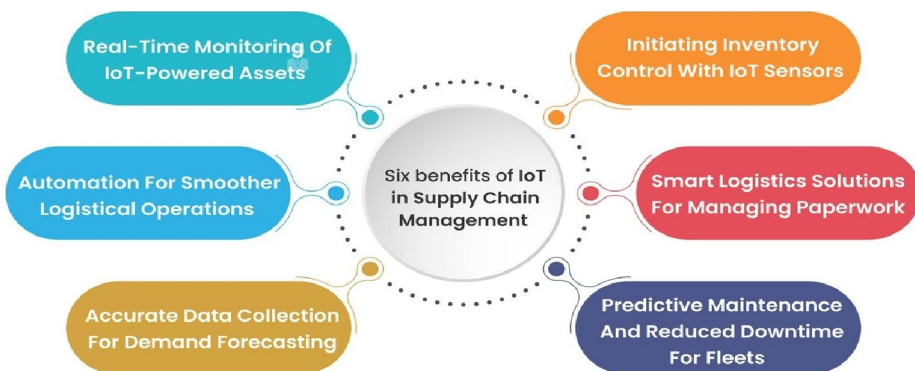 Real-Time Monitoring Of
IoT-Powered Assets
Initiating Inventory
Control With IoT Sensors
Automation For Smoother
Logistical Operations
Six benefits of IoT
in Supply Chain
Management
Smart Logistics Solutions
For Managing Paperwork
Accurate Data Collection
For Demand Forecasting
Predictive Maintenance
And Reduced Downtime
For Fleets